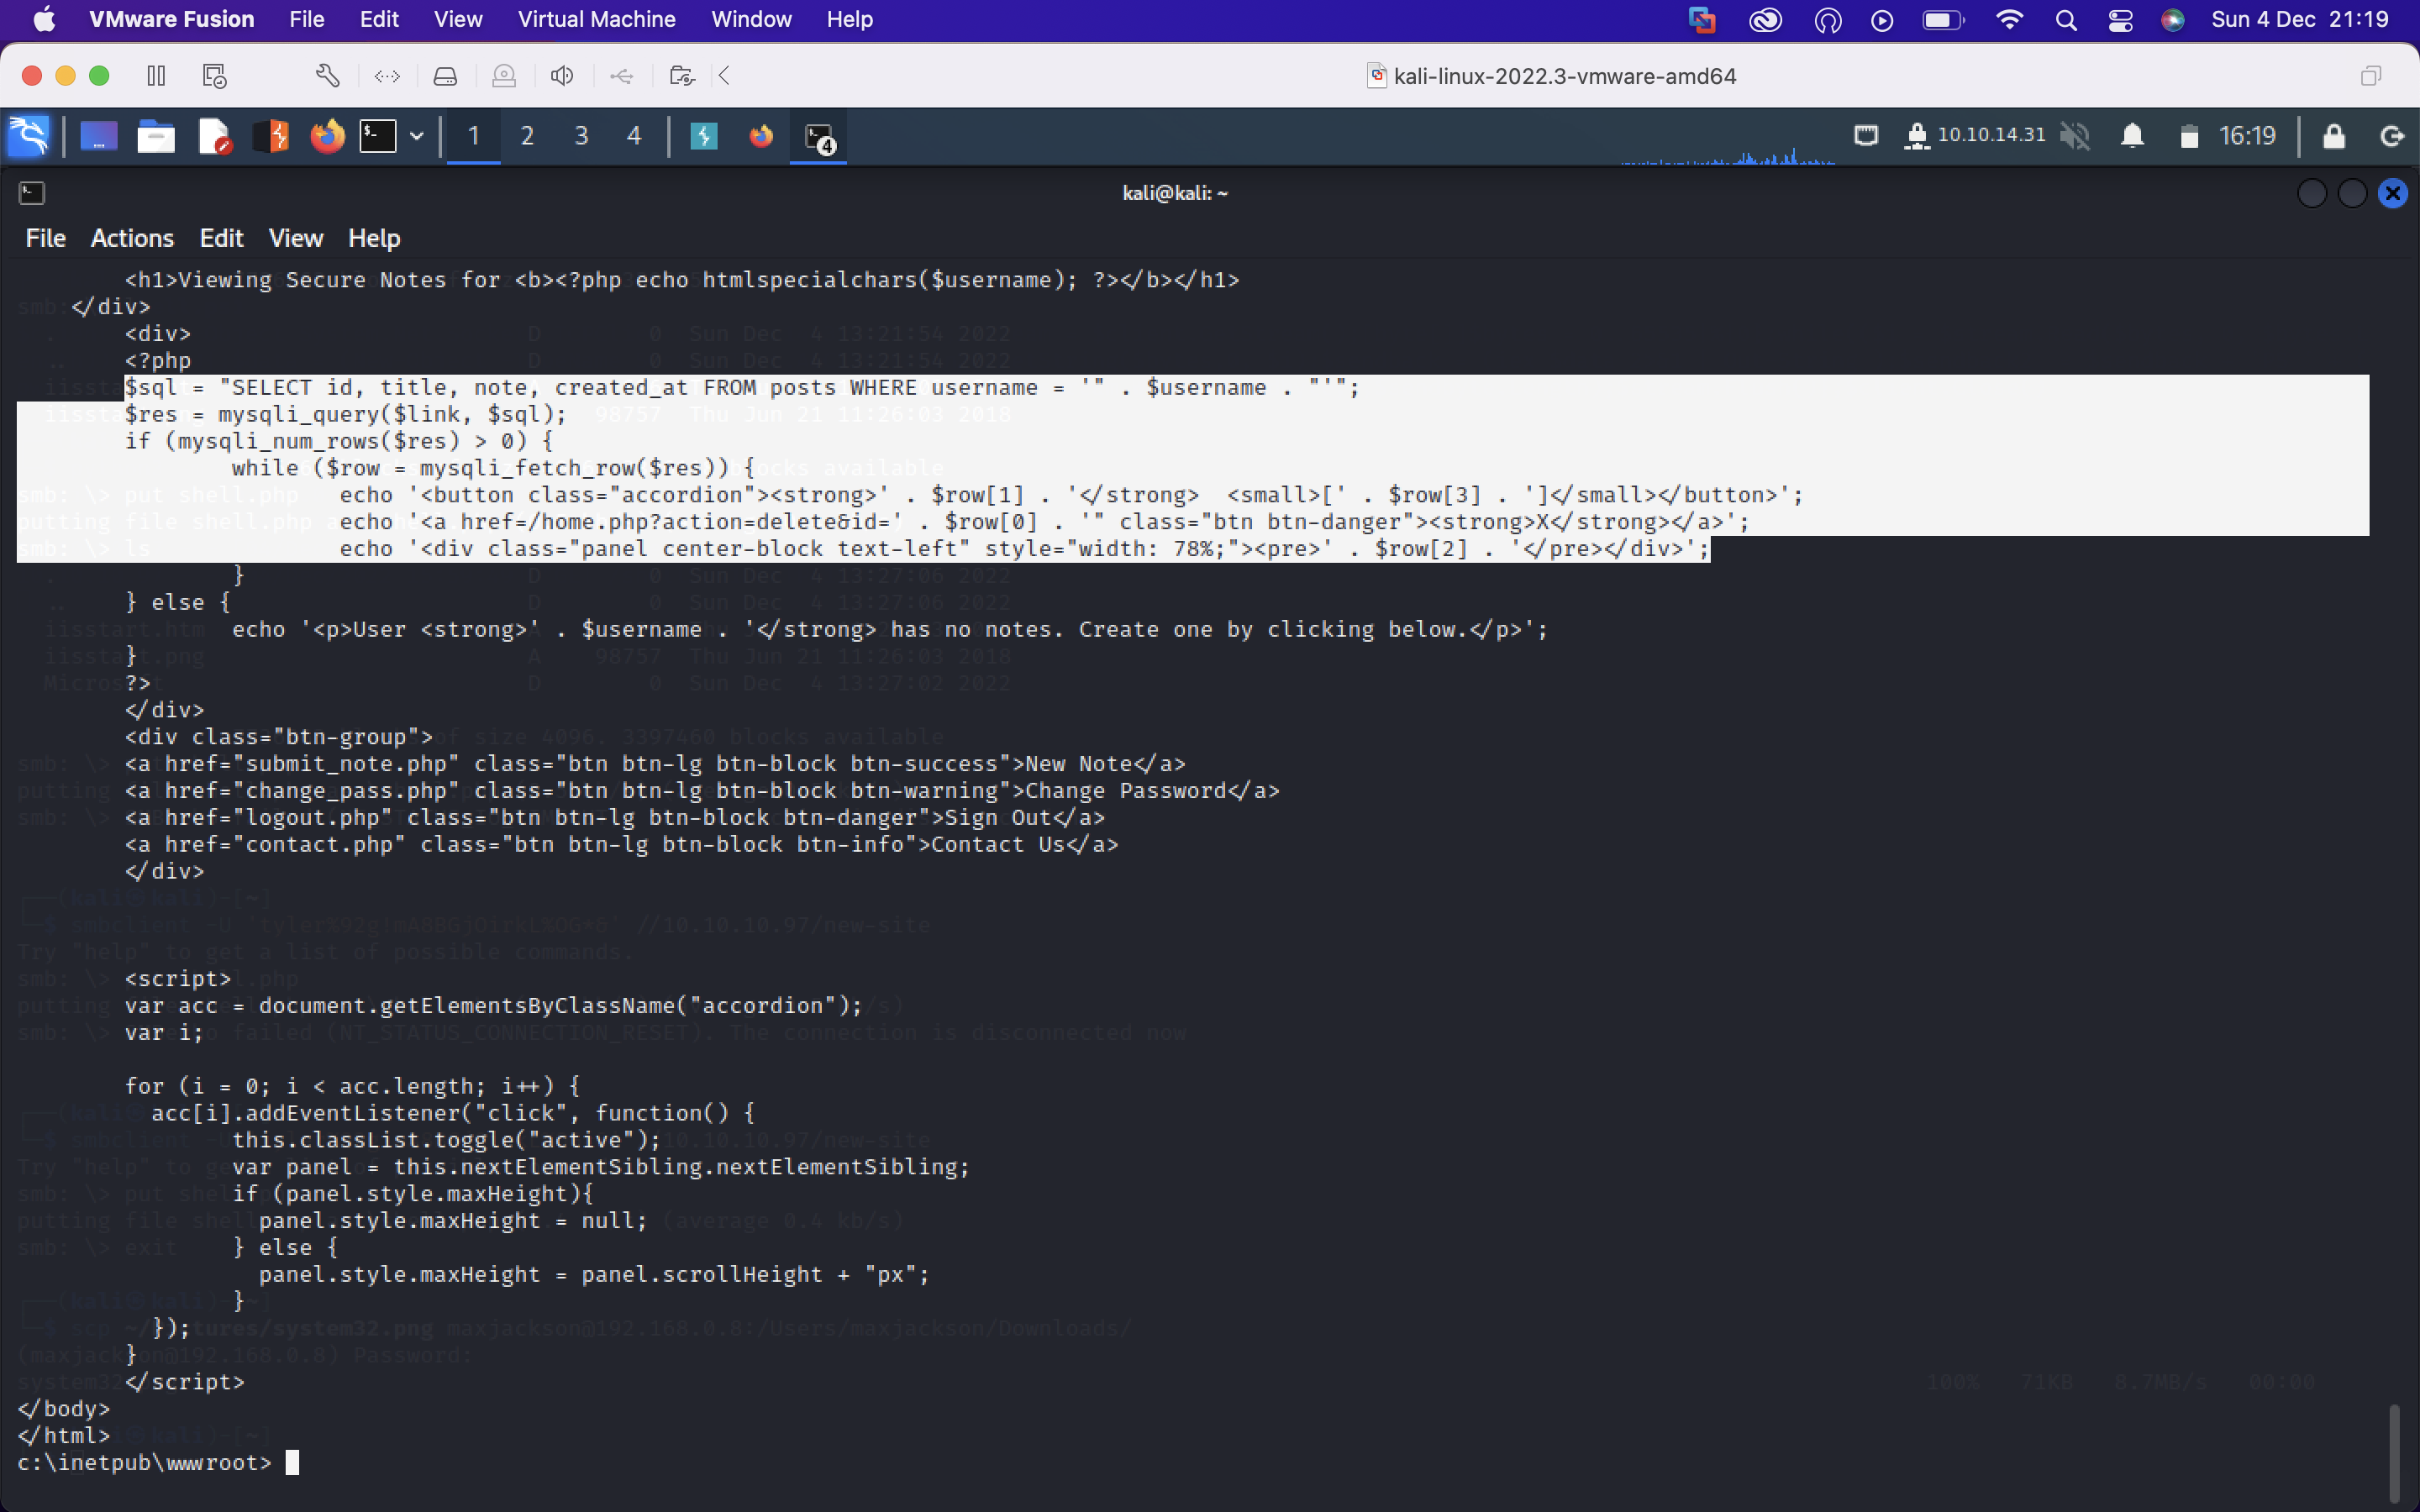 VMware Fusion File Edit View Virtual Machine Window Help Sun 4 Dec 21:19
kali-linux-2022.3-vmware-amd64
1 2 3 4 4 10.10.14.31 16:19
kali@kali: ~
File Actions Edit View Help
<h1>Viewing Secure Notes for <b><?php echo htmlspecialchars($username); ?></b></h1>
</div>
<div>
<?php
$sql = "SELECT id, title, note, created_at FROM posts WHERE username = '" . $username . "'";
$res = mysqli_query($link, $sql);
if (mysqli_num_rows($res) > 0) {
while ($row = mysqli_fetch_row($res)) {
echo '<button class="accordion"><strong>' . $row[1] . '</strong>  <small>[' . $row[3] . ']</small></button>';
echo '<a href=/home.php?action=delete&id=' . $row[0] . '" class="btn btn-danger"><strong>X</strong></a>';
echo '<div class="panel center-block text-left" style="width: 78%;"><pre>' . $row[2] . '</pre></div>';
}
} else {
echo '<p>User <strong>' . $username . '</strong> has no notes. Create one by clicking below.</p>';
}
?>
</div>
<div class="btn-group">
<a href="submit_note.php" class="btn btn-lg btn-block btn-success">New Note</a>
<a href="change_pass.php" class="btn btn-lg btn-block btn-warning">Change Password</a>
<a href="logout.php" class="btn btn-lg btn-block btn-danger">Sign Out</a>
<a href="contact.php" class="btn btn-lg btn-block btn-info">Contact Us</a>
</div>
<script>
var acc = document.getElementsByClassName("accordion");
var i;
for (i = 0; i < acc.length; i++) {
acc[i].addEventListener("click", function() {
this.classList.toggle("active");
var panel = this.nextElementSibling.nextElementSibling;
if (panel.style.maxHeight){
panel.style.maxHeight = null;
} else {
panel.style.maxHeight = panel.scrollHeight + "px";
}
});
}
</script>
</body>
</html>
c:\inetpub\wwwroot>